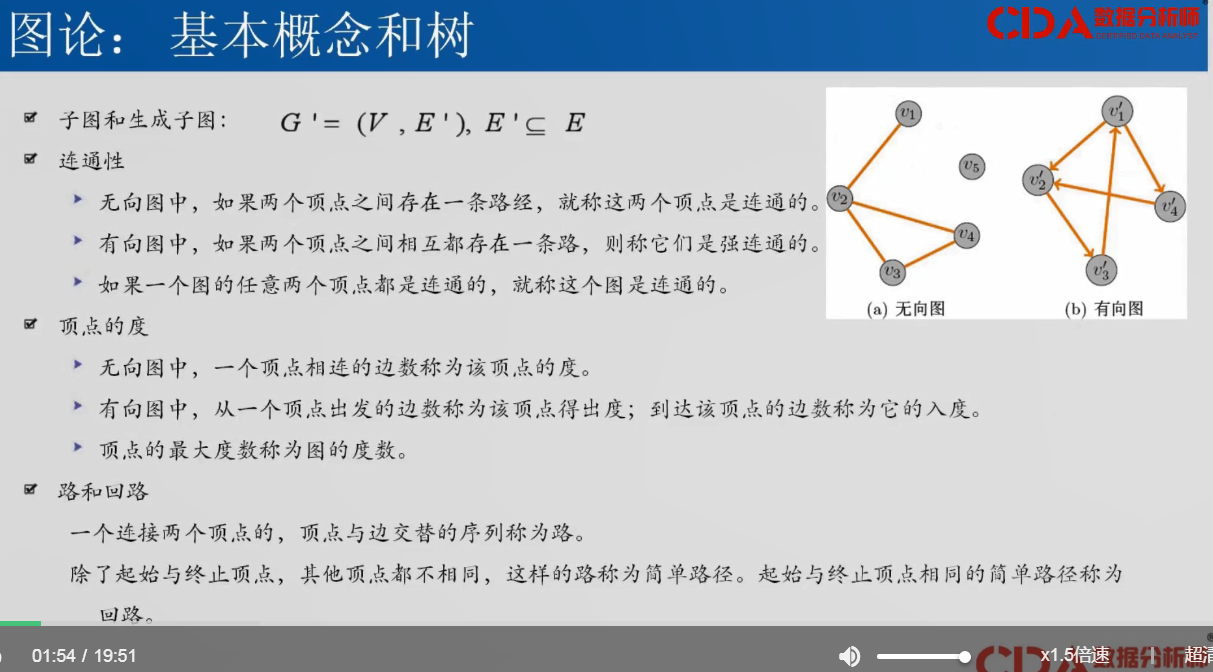 图论： 基本概念和树
CDA数据分析师
CERTIFIED DATA ANALYST
子图和生成子图： G '= (V , E '), E '⊆ E
连通性
无向图中，如果两个顶点之间存在一条路经，就称这两个顶点是连通的。
有向图中，如果两个顶点之间相互都存在一条路，则称它们是强连通的。
如果一个图的任意两个顶点都是连通的，就称这个图是连通的。
v1
v5
v2
v4
v3
(a) 无向图
v′1
v′2
v′4
v′3
(b) 有向图
顶点的度
无向图中，一个顶点相连的边数称为该顶点的度。
有向图中，从一个顶点出发的边数称为该顶点得出度；到达该顶点的边数称为它的入度。
顶点的最大度数称为图的度数。
路和回路
一个连接两个顶点的，顶点与边交替的序列称为路。
除了起始与终止顶点，其他顶点都不相同，这样的路称为简单路径。起始与终止顶点相同的简单路径称为
回路。
01:54 / 19:51
x1.5倍速
超清
CDA数据分析师